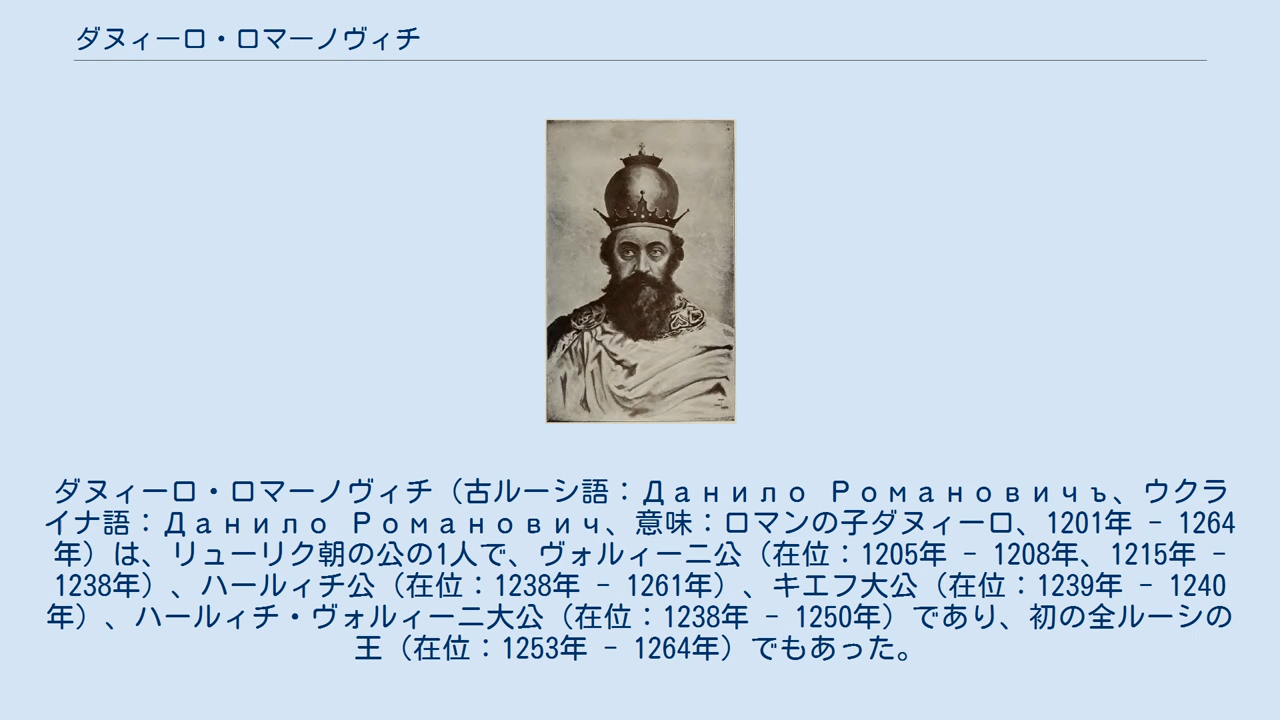 ダヌィーロ・ロマーノヴィチ
ダヌィーロ・ロマーノヴィチ（古ルーシ語：Данило Романовичъ、ウクラ
イナ語：Данило Романович、意味：ロマンの子ダヌィーロ、1201年 - 1264
年）は、リューリク朝の公の1人で、ヴォルィーニ公（在位：1205年 - 1208年、1215年 -
1238年）、ハールィチ公（在位：1238年 - 1261年）、キエフ大公（在位：1239年 - 1240
年）、ハールィチ・ヴォルィーニ大公（在位：1238年 - 1250年）であり、初の全ルーシの
王（在位：1253年 - 1264年）でもあった。